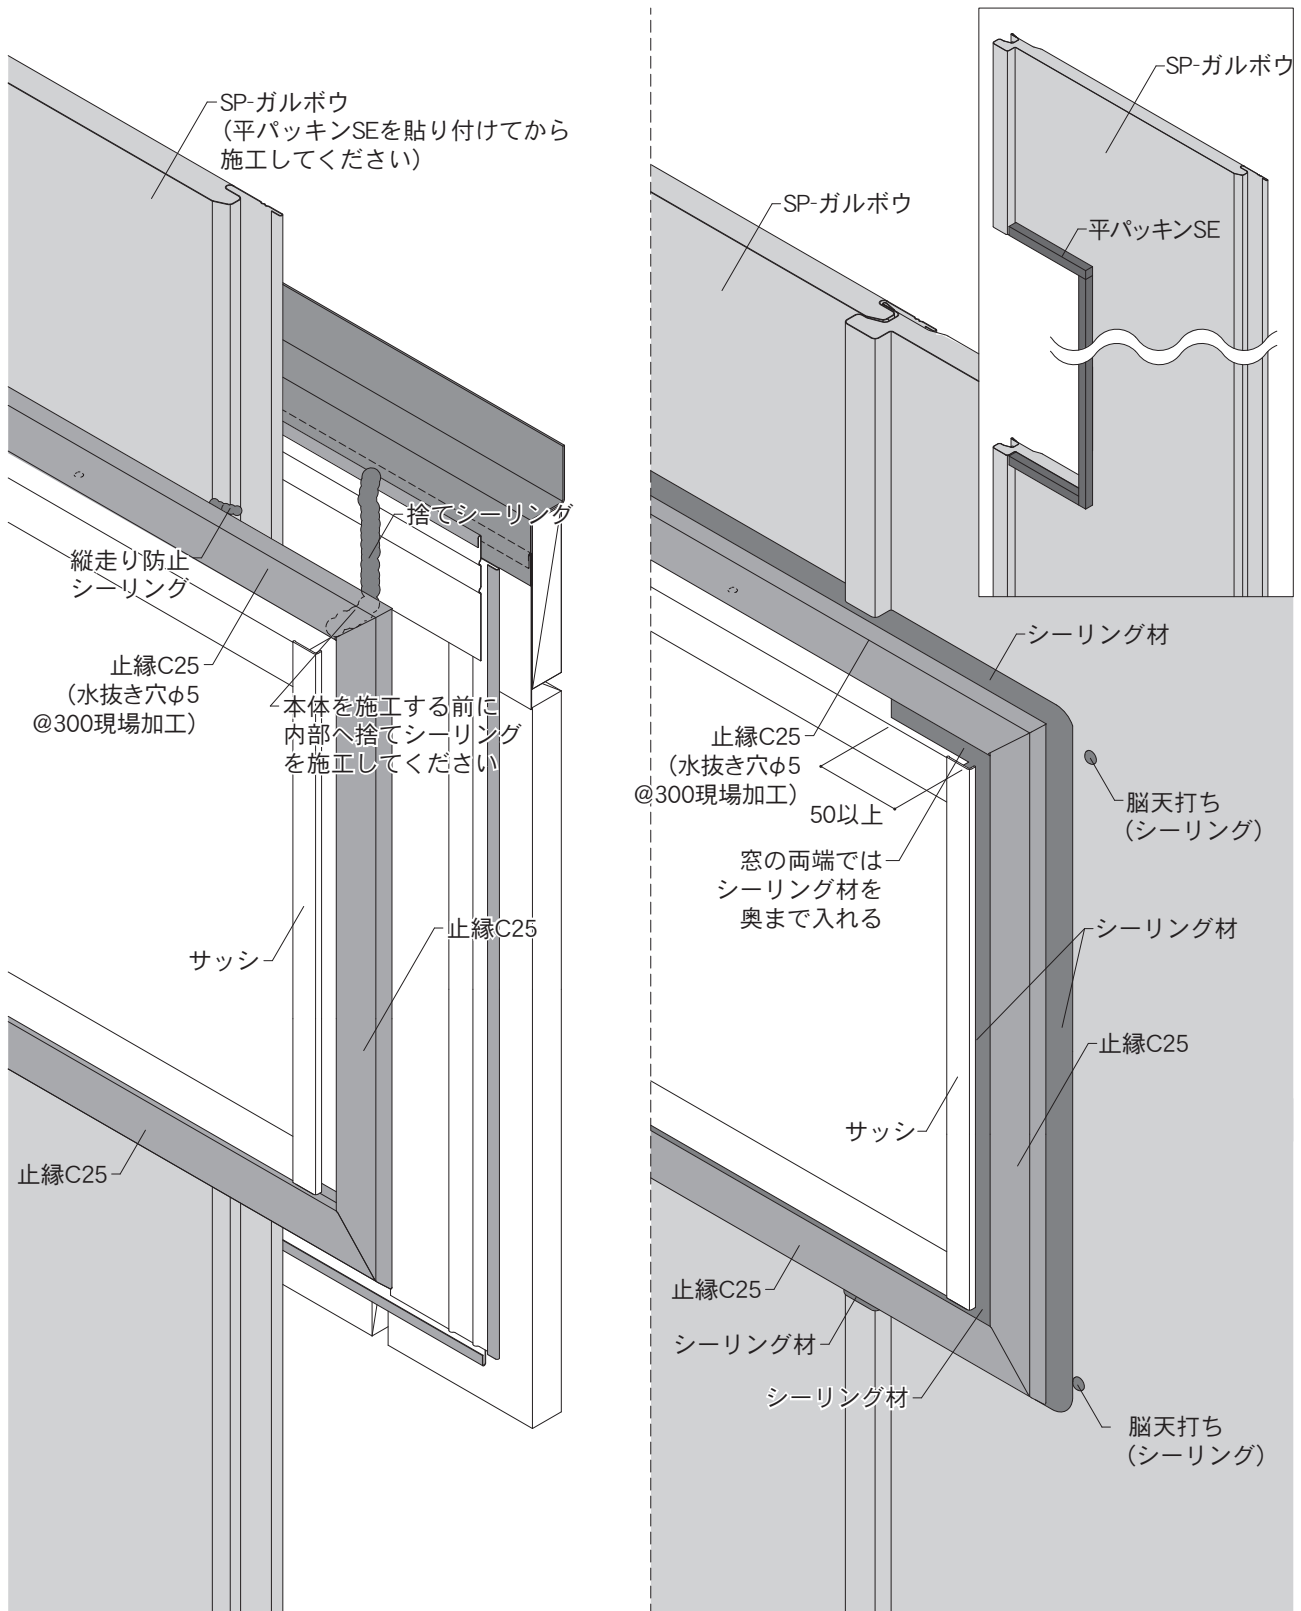 SP-ガルボウ
（平パッキンSEを貼り付けてから
施工してください）
捨てシーリング
縦走り防止
シーリング
止縁C25
（水抜き穴φ5
@300現場加工）
本体を施工する前に
内部へ捨てシーリング
を施工してください
止縁C25
サッシ
止縁C25
SP-ガルボウ
平パッキンSE
SP-ガルボウ
シーリング材
止縁C25
（水抜き穴φ5
@300現場加工）
50以上
脳天打ち
（シーリング）
窓の両端では
シーリング材を
奥まで入れる
シーリング材
止縁C25
サッシ
止縁C25
シーリング材
シーリング材
脳天打ち
（シーリング）